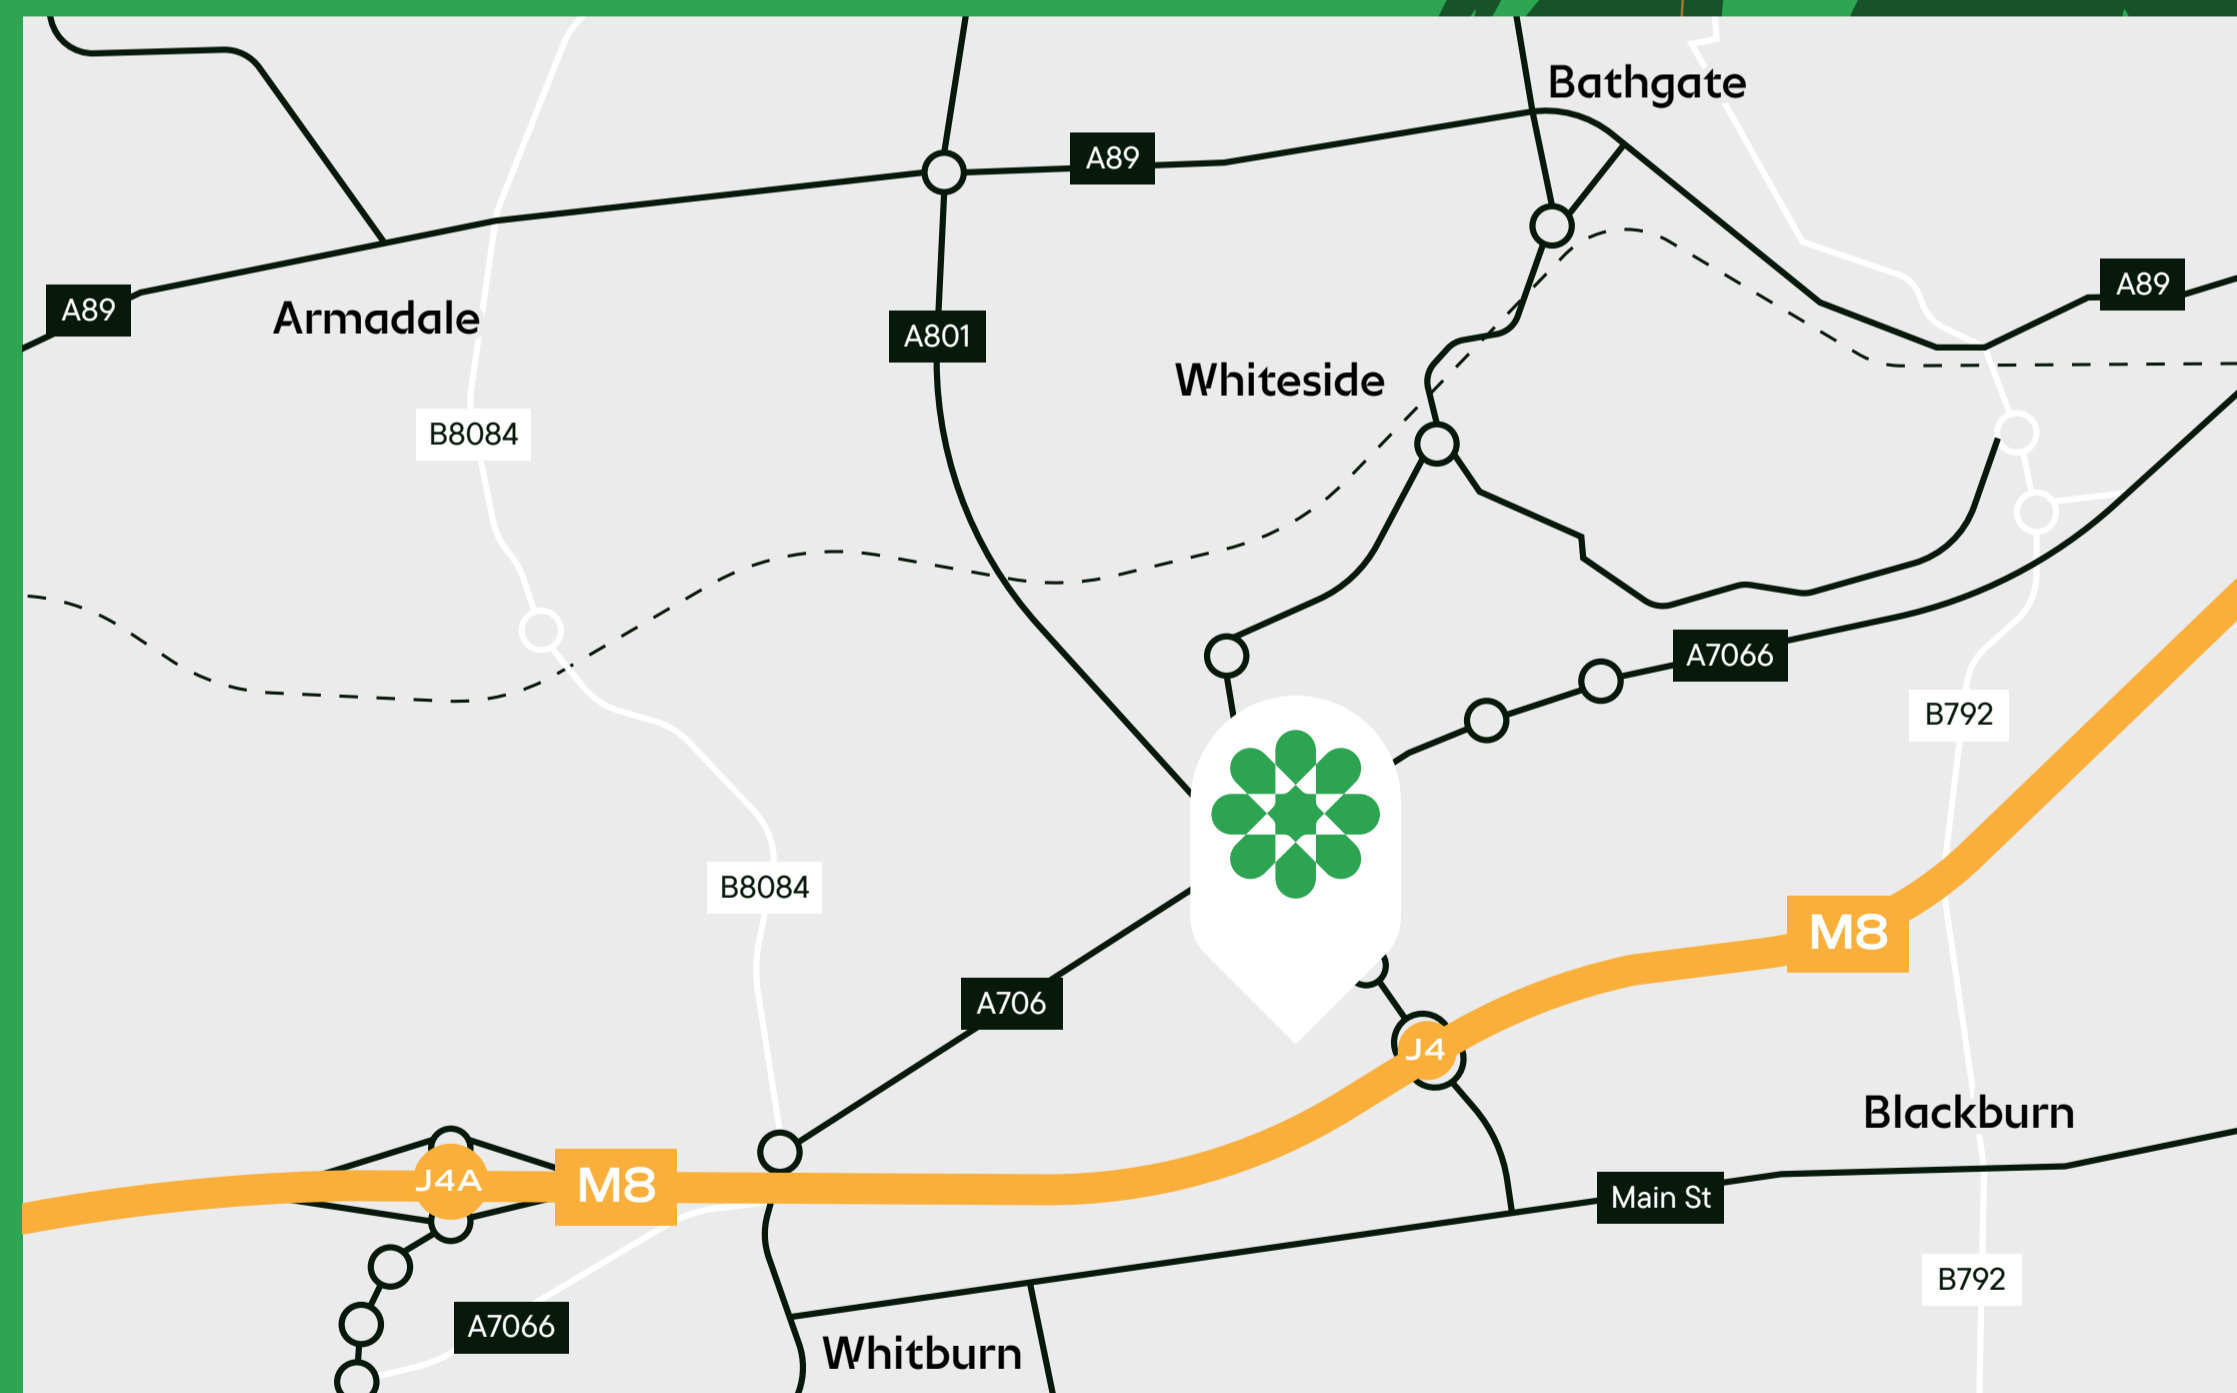 Bathgate
A89
A89
A89
Armadale
A801
Whiteside
B8084
A7066
B792
B8084
M8
A706
J4
Blackburn
J4A
M8
Main St
B792
A7066
Whitburn